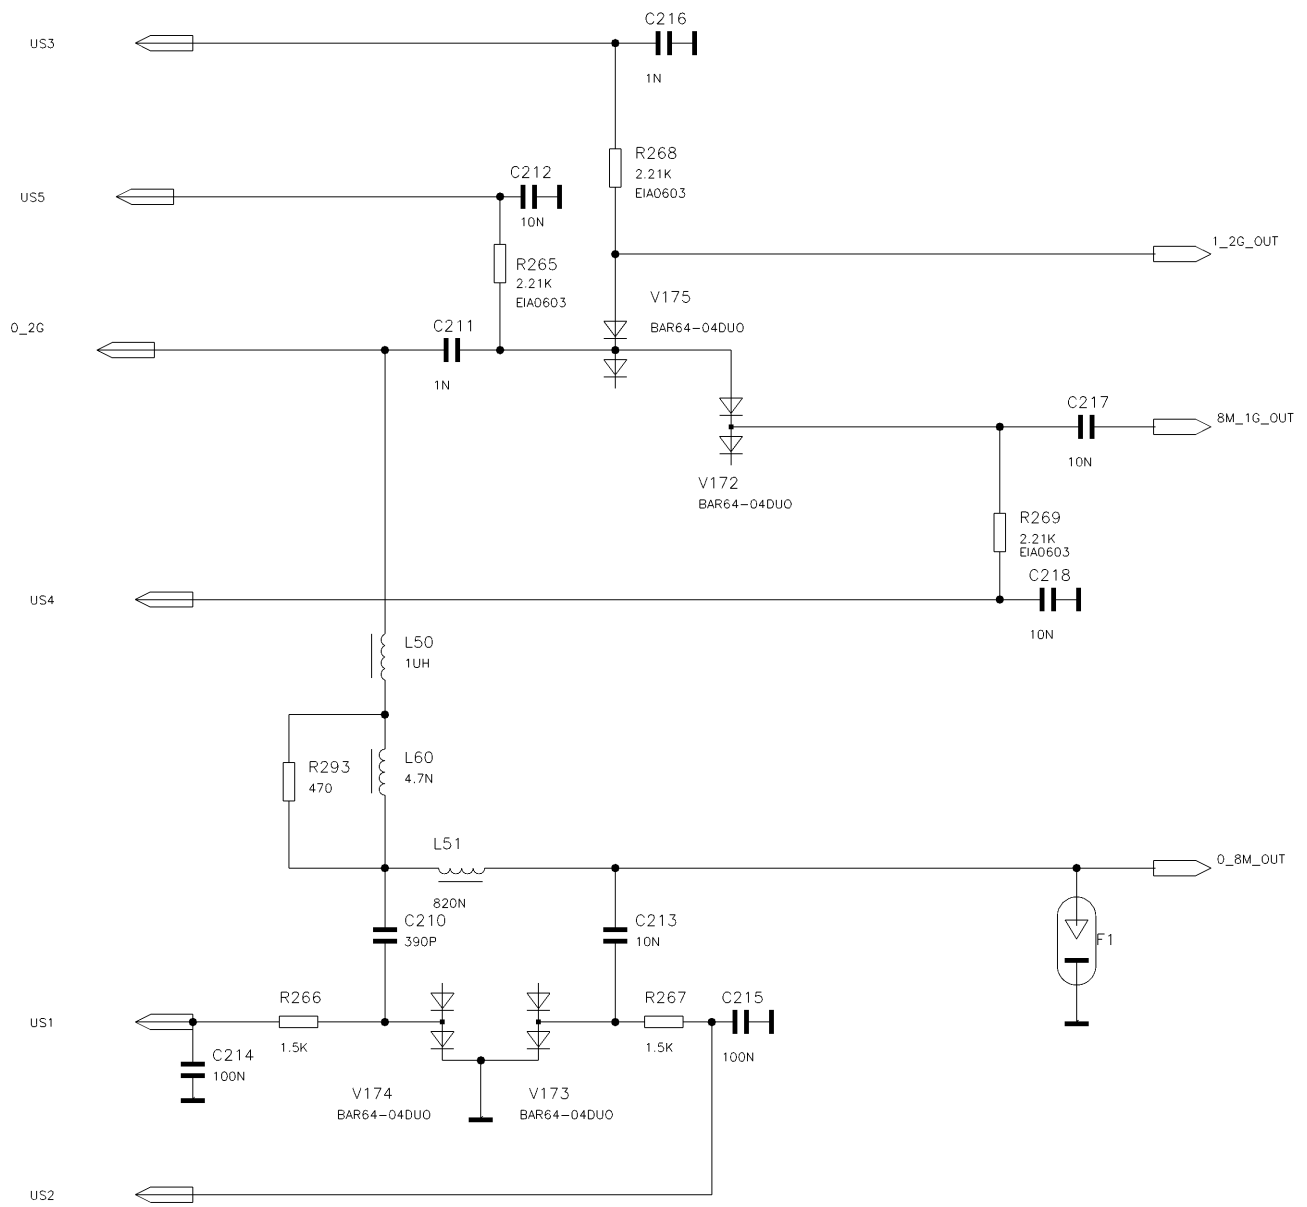 C216
US3
1N
R268
2.21K
EIA0603
C212
US5
10N
1_2G_OUT
R265
2.21K
EIA0603
V175
BAR64-04DUO
0_2G
C211
1N
C217
8M_1G_OUT
10N
V172
BAR64-04DUO
R269
2.21K
EIA0603
C218
US4
10N
L50
1UH
L60
4.7N
R293
470
L51
820N
0_8M_OUT
C210
390P
C213
10N
F1
R266
1.5K
R267
1.5K
C215
100N
US1
C214
100N
V174
BAR64-04DUO
V173
BAR64-04DUO
US2